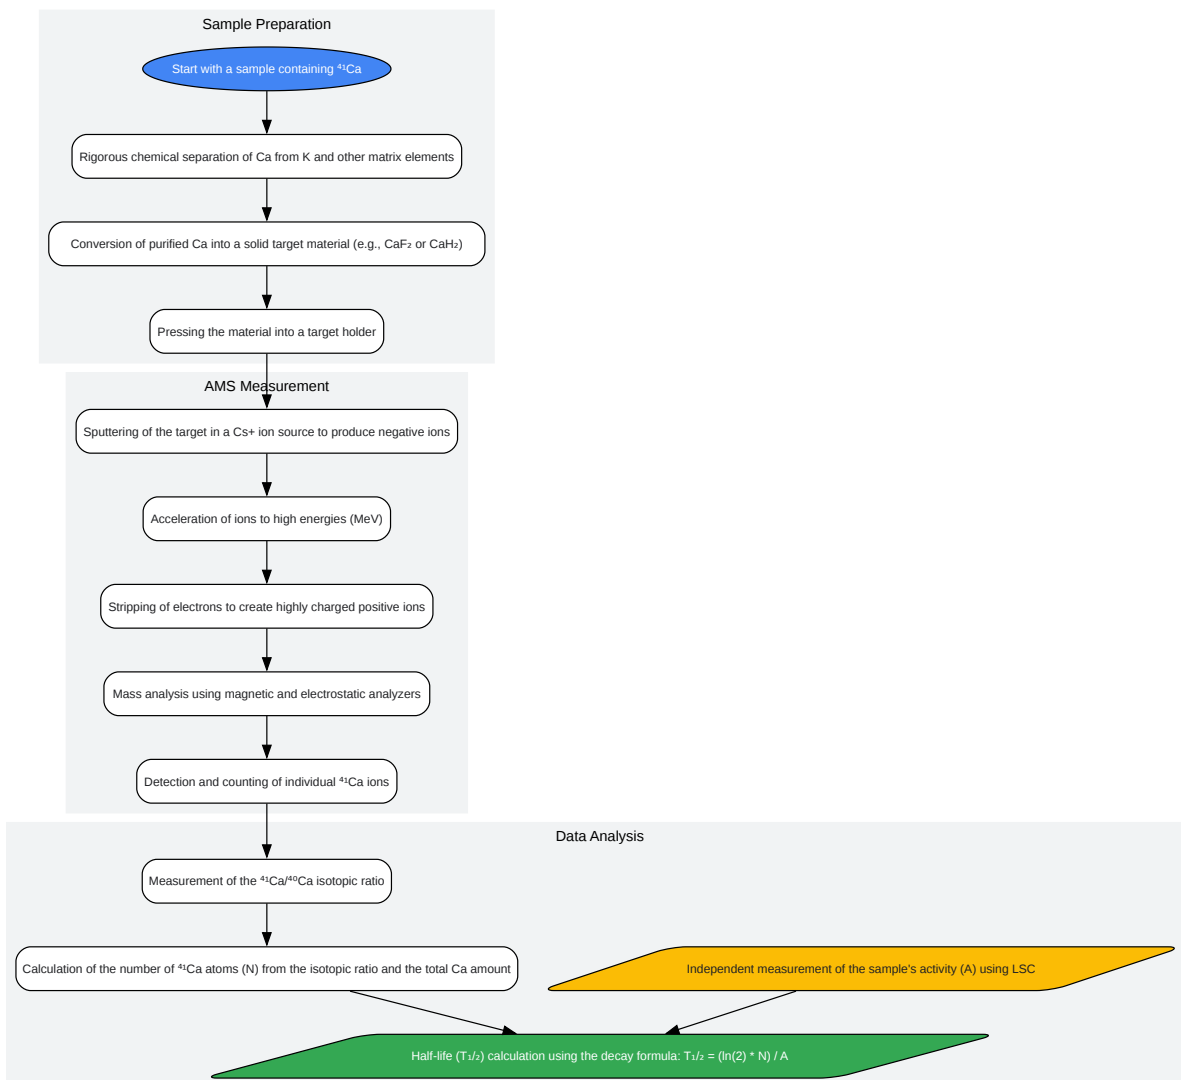 Sample Preparation
Start with a sample containing ⁴¹Ca
Rigorous chemical separation of Ca from K and other matrix elements
Conversion of purified Ca into a solid target material (e.g., CaF₂ or CaH₂)
Pressing the material into a target holder
AMS Measurement
Sputtering of the target in a Cs+ ion source to produce negative ions
Acceleration of ions to high energies (MeV)
Stripping of electrons to create highly charged positive ions
Mass analysis using magnetic and electrostatic analyzers
Detection and counting of individual ⁴¹Ca ions
Data Analysis
Measurement of the ⁴¹Ca/⁴⁰Ca isotopic ratio
Calculation of the number of ⁴¹Ca atoms (N) from the isotopic ratio and the total Ca amount
Independent measurement of the sample's activity (A) using LSC
Half-life (T₁/₂) calculation using the decay formula: T₁/₂ = (ln(2) * N) / A